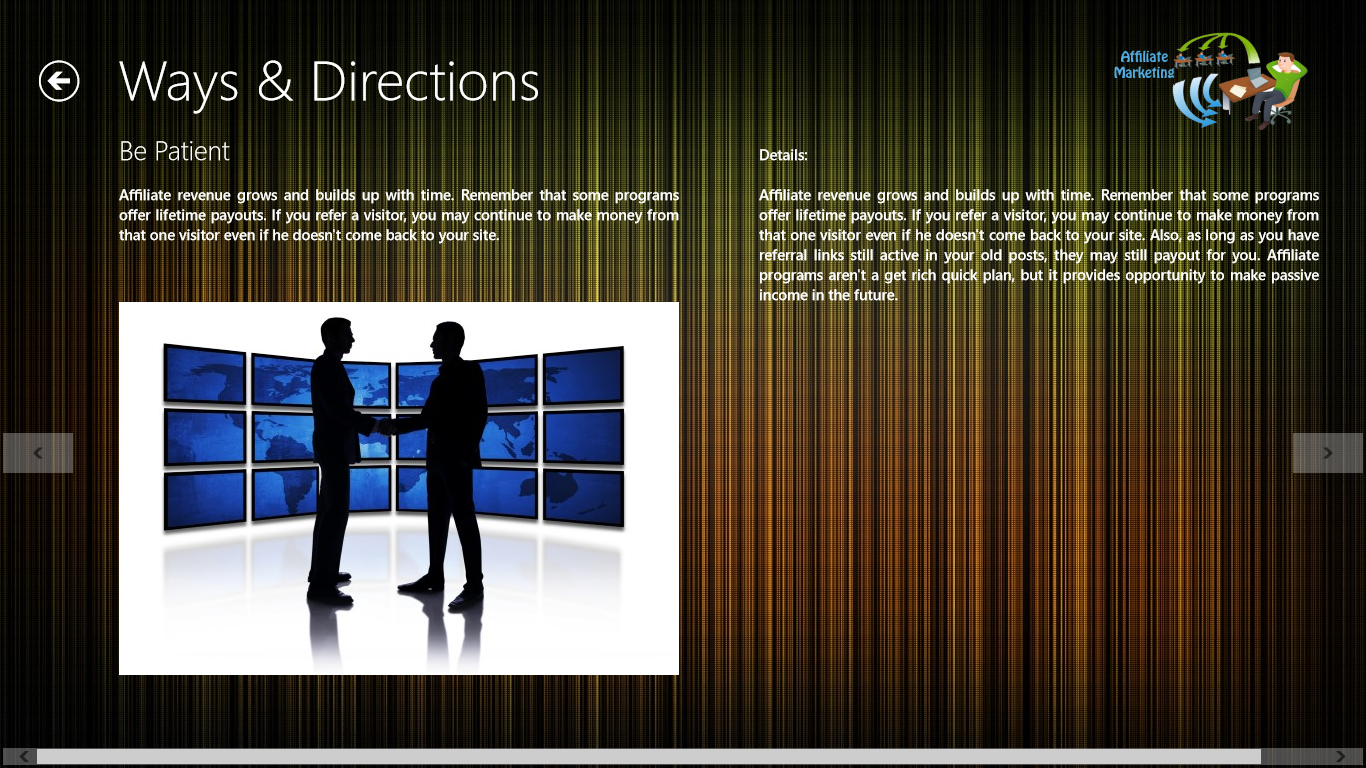 Ways & Directions
Affiliate
Marketing
Be Patient
Affiliate revenue grows and builds up with time. Remember that some programs
offer lifetime payouts. If you refer a visitor, you may continue to make money from
that one visitor even if he doesn't come back to your site.
Details:
Affiliate revenue grows and builds up with time. Remember that some programs
offer lifetime payouts. If you refer a visitor, you may continue to make money from
that one visitor even if he doesn't come back to your site. Also, as long as you have
referral links still active in your old posts, they may still payout for you. Affiliate
programs aren't a get rich quick plan, but it provides opportunity to make passive
income in the future.